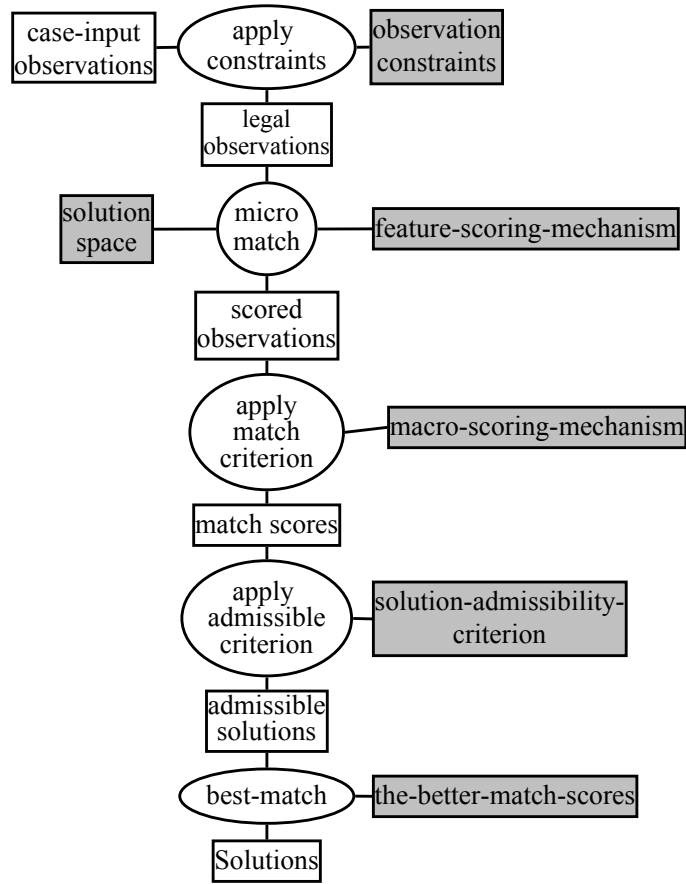 case-input
observations
apply
constraints
observation
constraints
legal
observations
solution
space
micro
match
feature-scoring-mechanism
scored
observations
apply
match
criterion
macro-scoring-mechanism
match scores
apply
admissible
criterion
solution-admissibility-
criterion
admissible
solutions
best-match
the-better-match-scores
Solutions